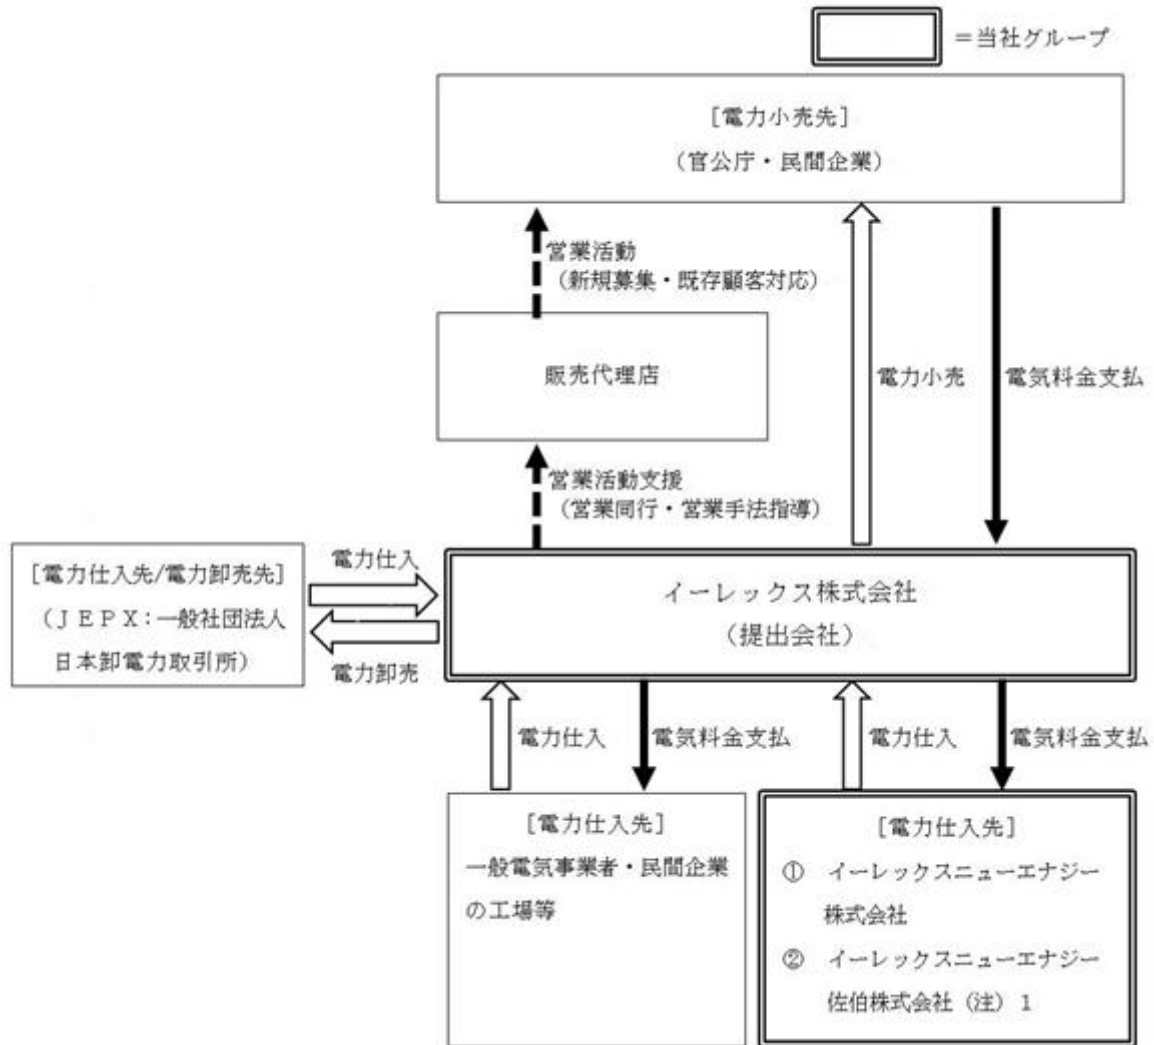 ＝当社グループ
[電力小売先]
（官公庁・民間企業）
営業活動
（新規募集・既存顧客対応）
販売代理店
電力小売
電気料金支払
営業活動支援
（営業同行・営業手法指導）
[電力仕入先/電力卸売先]
（ＪＥＰＸ：一般社団法人
日本卸電力取引所）
電力仕入
電力卸売
イーレックス株式会社
（提出会社）
電力仕入
電気料金支払
電力仕入
電気料金支払
[電力仕入先]
一般電気事業者・民間企業
の工場等
[電力仕入先]
① イーレックスニューエナジー
株式会社
② イーレックスニューエナジー
佐伯株式会社（注）１